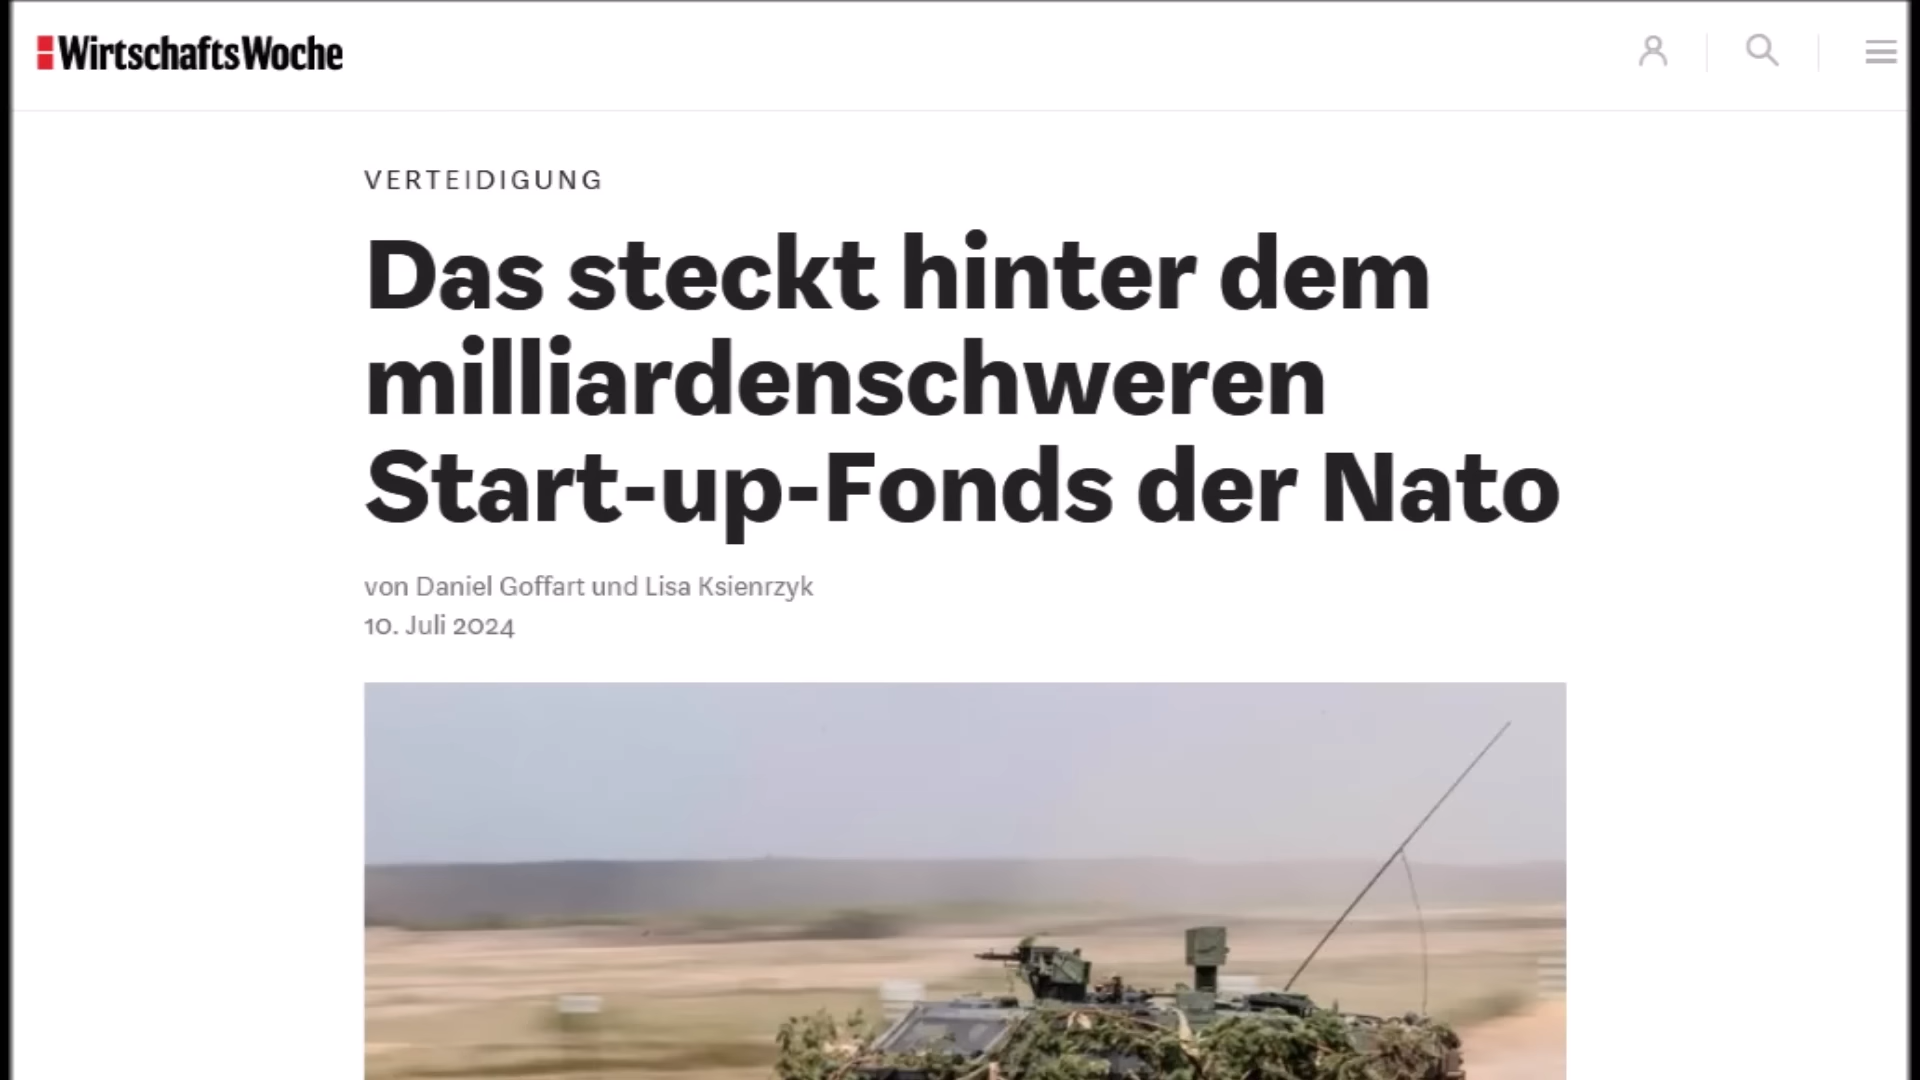 WirtschaftsWoche
VERTEIDIGUNG
Das steckt hinter dem
milliardenschweren
Start-up-Fonds der Nato
von Daniel Goffart und Lisa Ksienrzyk
10. Juli 2024